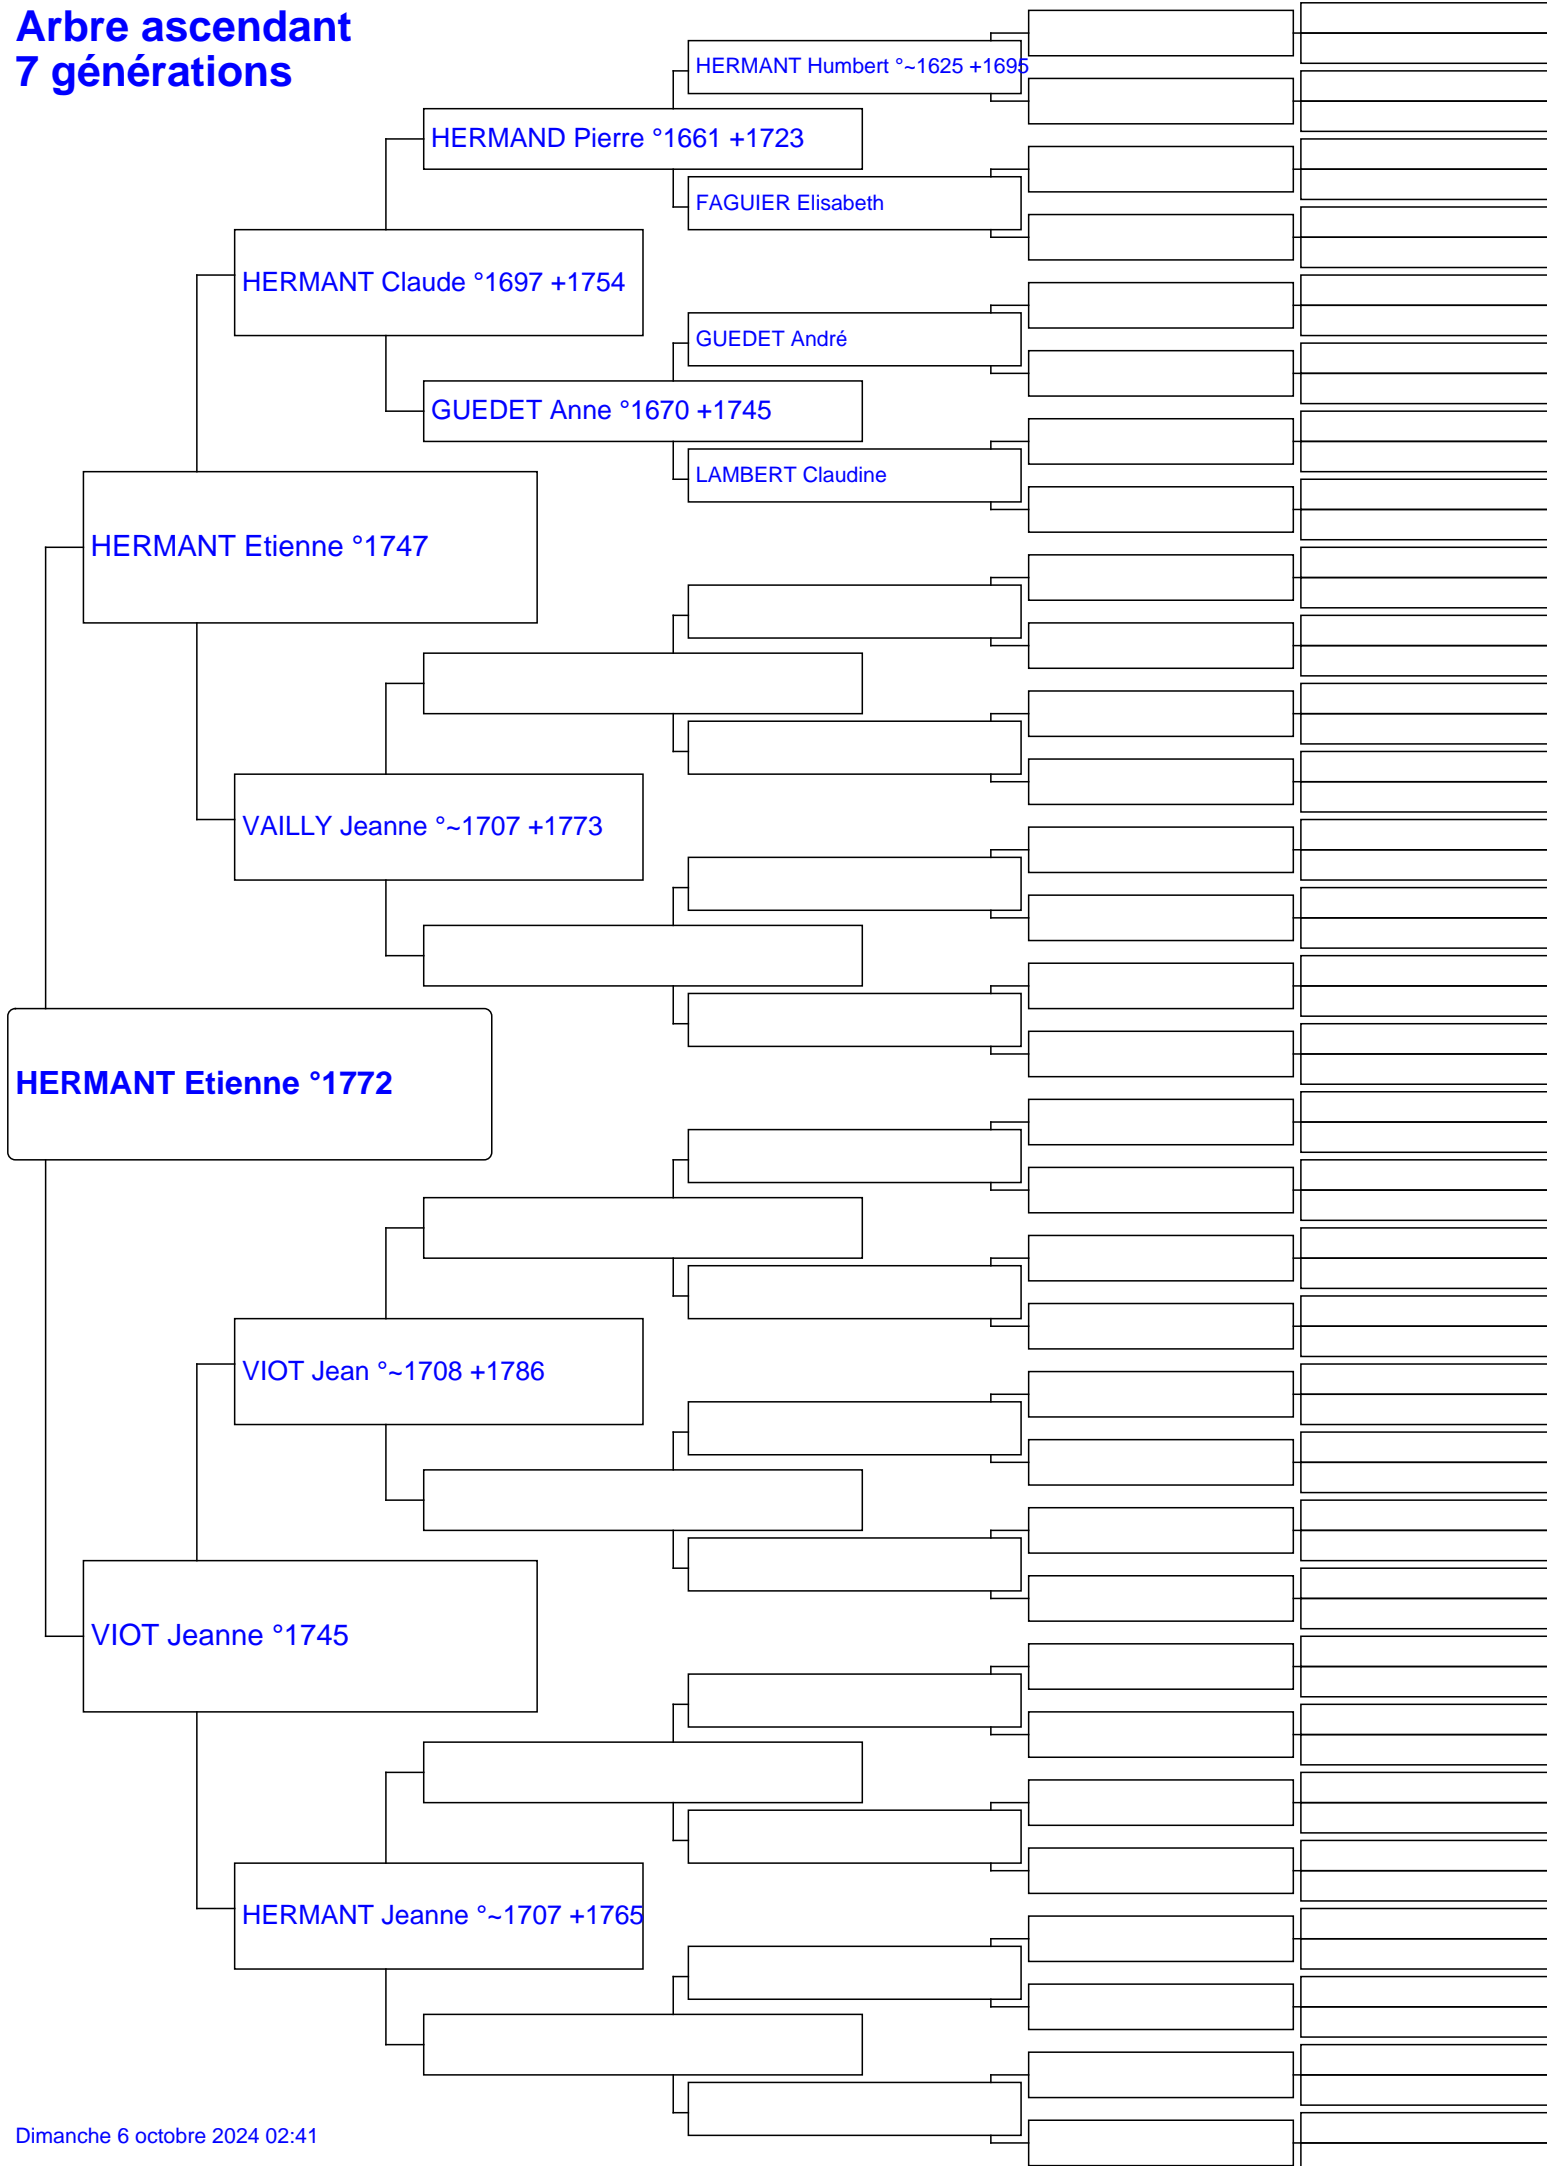 Arbre ascendant
7 générations
HERMANT Humbert °~1625 +1695
HERMAND Pierre °1661 +1723
FAGUIER Elisabeth
HERMANT Claude °1697 +1754
GUEDET André
GUEDET Anne °1670 +1745
LAMBERT Claudine
HERMANT Etienne °1747
VAILLY Jeanne °~1707 +1773
HERMANT Etienne °1772
VIOT Jean °~1708 +1786
VIOT Jeanne °1745
HERMANT Jeanne °~1707 +1765
Dimanche 6 octobre 2024 02:41